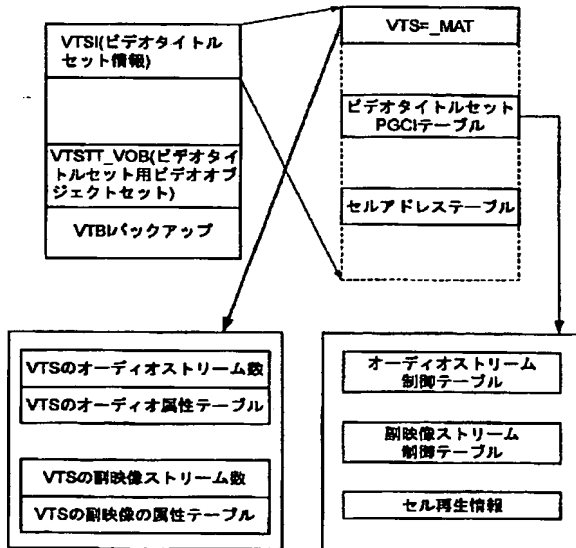 VTSI(ビデオタイトル
セット情報)
VTSTT_VOB(ビデオタイ
トルセット用ビデオオブ
ジェクトセット)
VTBIバックアップ
VTS=_MAT
ビデオタイトルセット
PGCIテーブル
セルアドレステーブル
VTSのオーディオストリーム数
VTSのオーディオ属性テーブル
VTSの副映像ストリーム数
VTSの副映像の属性テーブル
オーディオストリーム
制御テーブル
副映像ストリーム
制御テーブル
セル再生情報